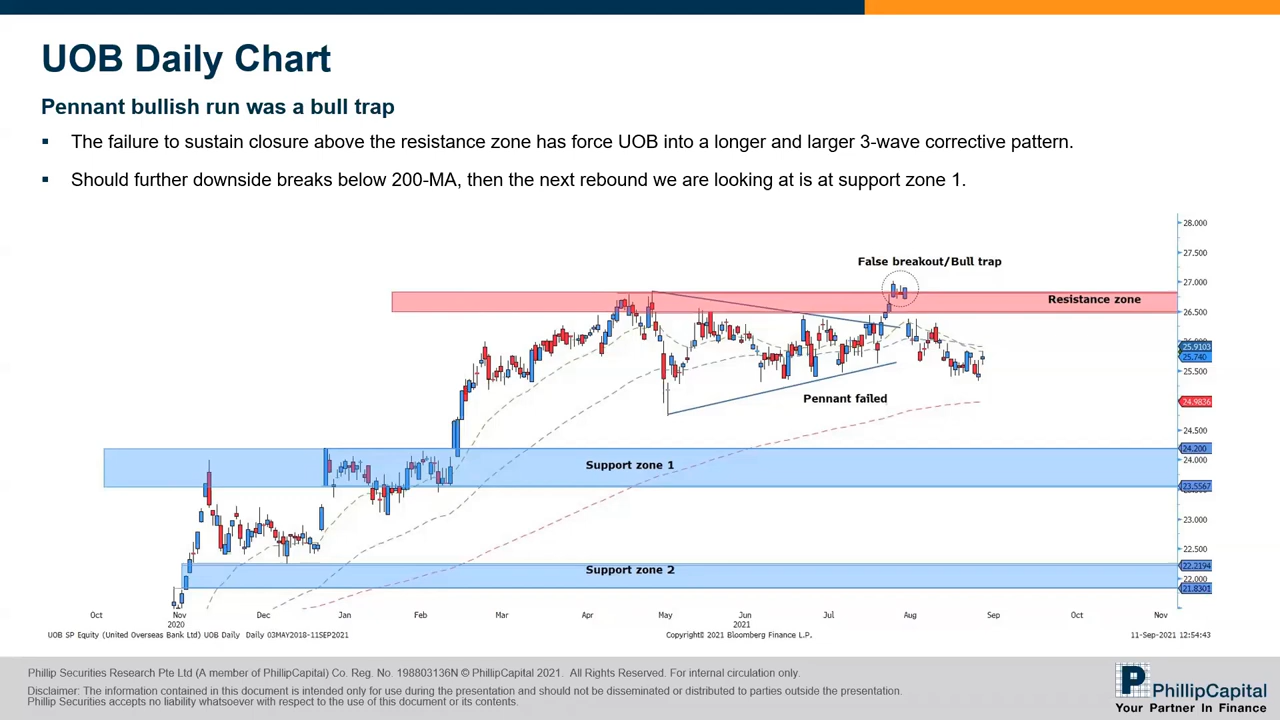 UOB Daily Chart
Pennant bullish run was a bull trap
▪ The failure to sustain closure above the resistance zone has force UOB into a longer and larger 3-wave corrective pattern.
▪ Should further downside breaks below 200-MA, then the next rebound we are looking at is at support zone 1.
28.000
False breakout/Bull trap
27.500
27.000
Resistance zone
26.500
25.9103
25.740
25.500
Pennant failed
24.9836
24.500
24.200
Support zone 1
24.000
23.5567
23.000
22.500
22.2194
Support zone 2
22.000
21.8301
Oct Nov Dec Jan Feb Mar Apr May Jun Jul Aug Sep Oct Nov
2020 2021
UOB SP Equity (United Overseas Bank Ltd) UOB Daily Daily 03MAY2018-11SEP2021 Copyright© 2021 Bloomberg Finance L.P. 11-Sep-2021 12:54:43
Phillip Securities Research Pte Ltd (A member of PhillipCapital) Co. Reg. No. 198803136N © PhillipCapital 2021. All Rights Reserved. For internal circulation only.
Disclaimer: The information contained in this document is intended only for use during the presentation and should not be disseminated or distributed to parties outside the presentation.
Phillip Securities accepts no liability whatsoever with respect to the use of this document or its contents.
PhillipCapital
Your Partner In Finance